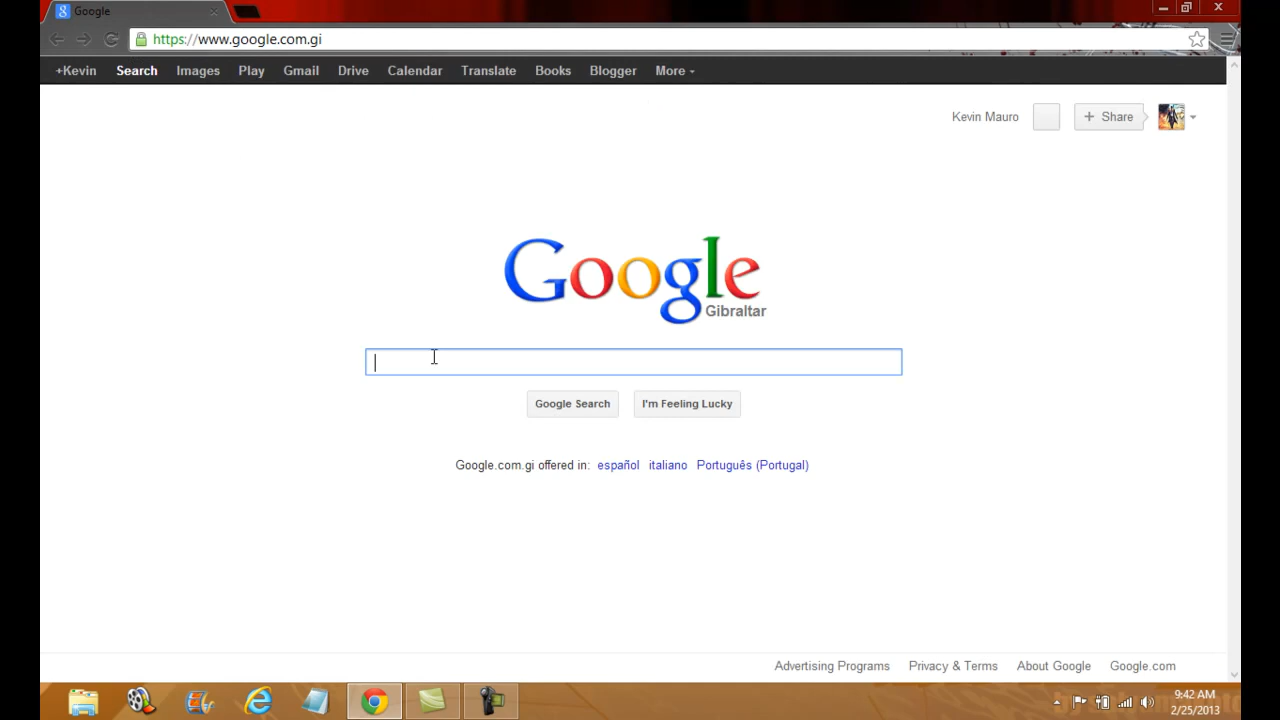 Google
https://www.google.com.gi
+Kevin Search Images Play Gmail Drive Calendar Translate Books Blogger More
Kevin Mauro + Share
Google
Gibraltar
Google Search I'm Feeling Lucky
Google.com.gi offered in: español italiano Português (Portugal)
Advertising Programs Privacy & Terms About Google Google.com
9:42 AM
2/25/2013